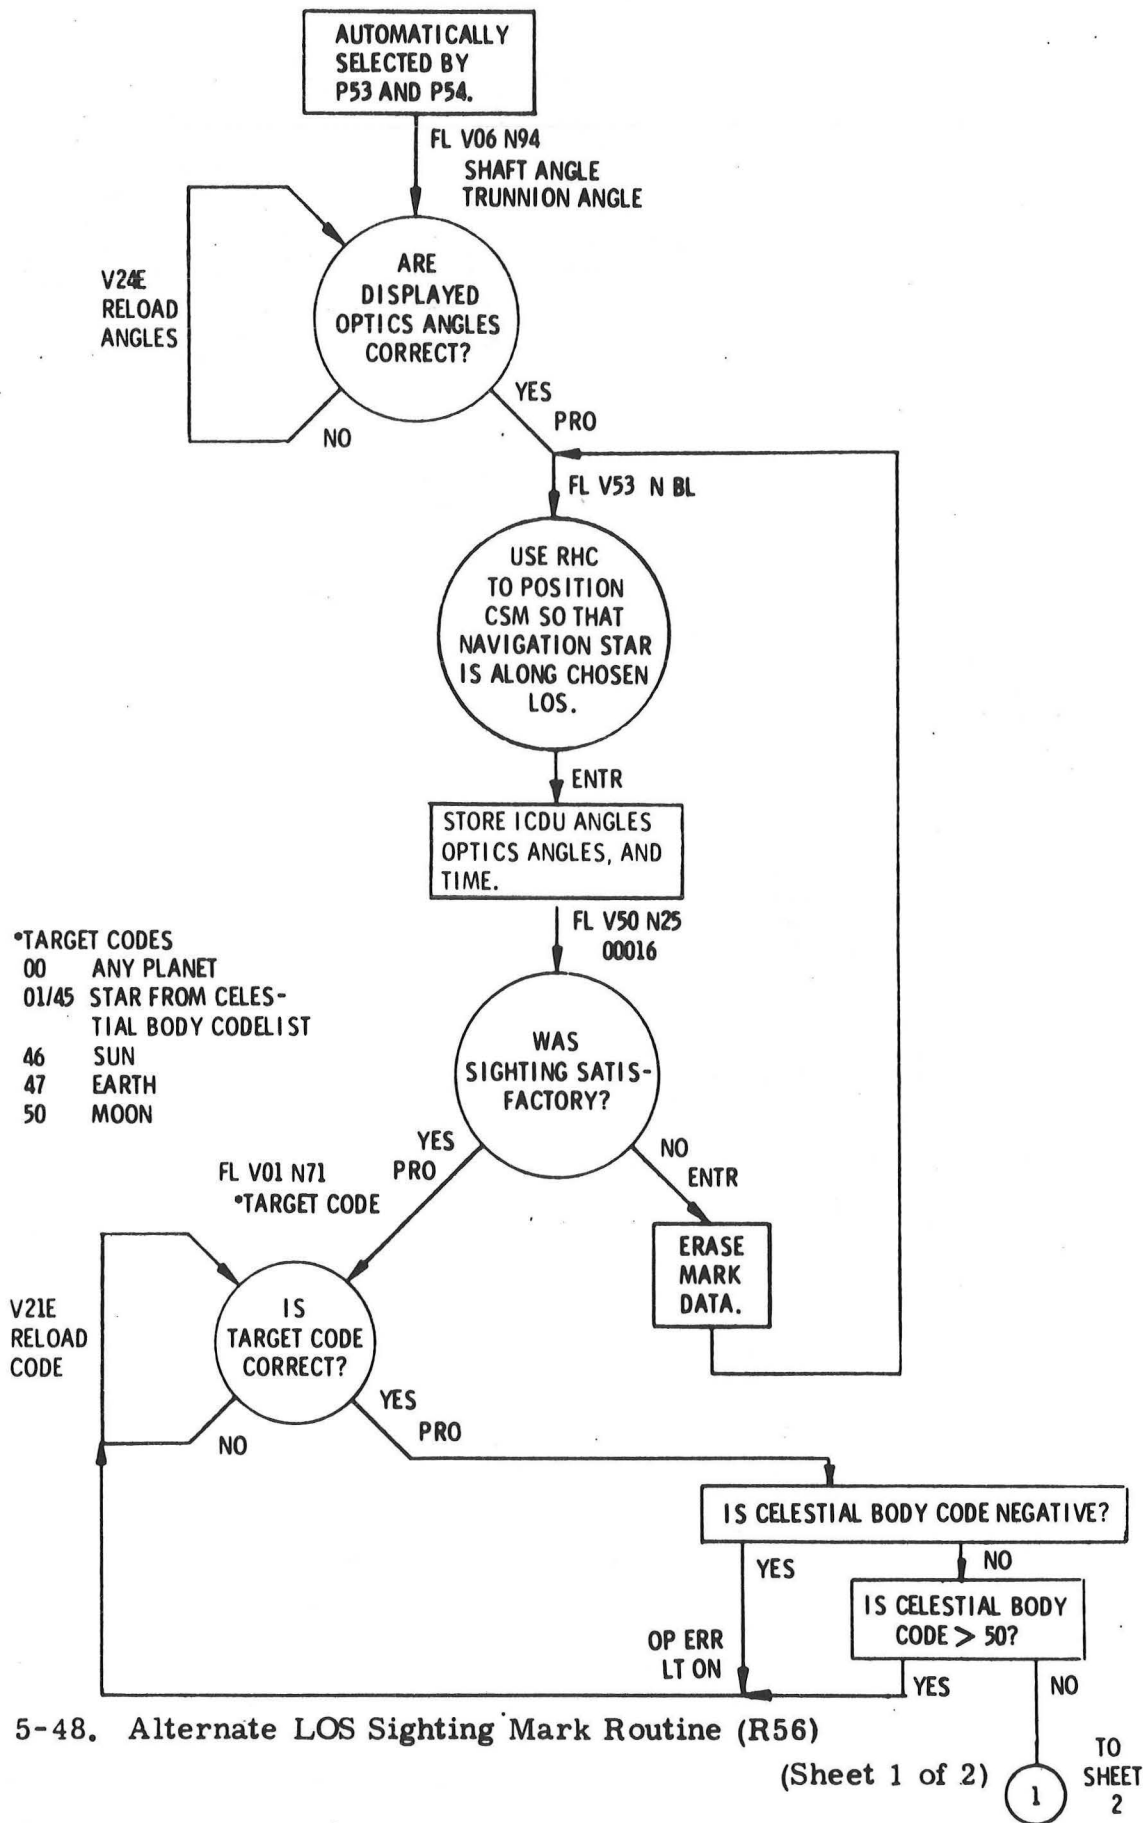 AUTOMATICALLY
SELECTED BY
P53 AND P54.
FL V06 N94
SHAFT ANGLE
TRUNNION ANGLE
V24E
RELOAD
ANGLES
ARE
DISPLAYED
OPTICS ANGLES
CORRECT?
NO
YES
PRO
FL V53 N BL
USE RHC
TO POSITION
CSM SO THAT
NAVIGATION STAR
IS ALONG CHOSEN
LOS.
ENTR
STORE ICDU ANGLES
OPTICS ANGLES, AND
TIME.
FL V50 N25
00016
*TARGET CODES
00 ANY PLANET
01/45 STAR FROM CELES-
TIAL BODY CODELIST
46 SUN
47 EARTH
50 MOON
WAS
SIGHTING SATIS-
FACTORY?
YES
PRO
NO
ENTR
FL V01 N71
*TARGET CODE
ERASE
MARK
DATA.
V21E
RELOAD
CODE
IS
TARGET CODE
CORRECT?
NO
YES
PRO
IS CELESTIAL BODY CODE NEGATIVE?
YES
NO
IS CELESTIAL BODY
CODE > 50?
OP ERR
LT ON
YES
NO
5-48. Alternate LOS Sighting Mark Routine (R56)
(Sheet 1 of 2)
1
TO
SHEET
2